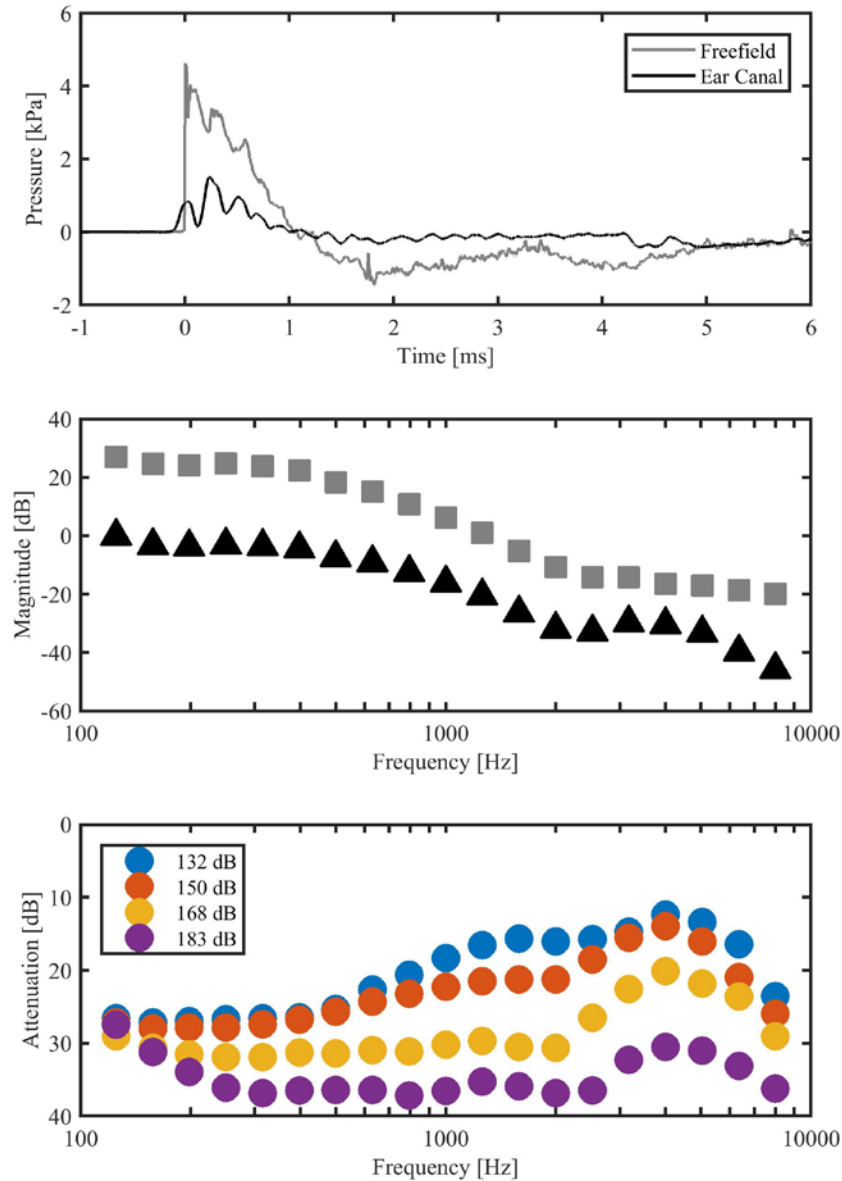 6
4
2
0
-2
Pressure [kPa]
Freefield
Ear Canal
-1 0 1 2 3 4 5 6
Time [ms]
40
20
0
-20
-40
-60
Magnitude [dB]
100 1000 10000
Frequency [Hz]
0
10
20
30
40
Attenuation [dB]
132 dB
150 dB
168 dB
183 dB
100 1000 10000
Frequency [Hz]